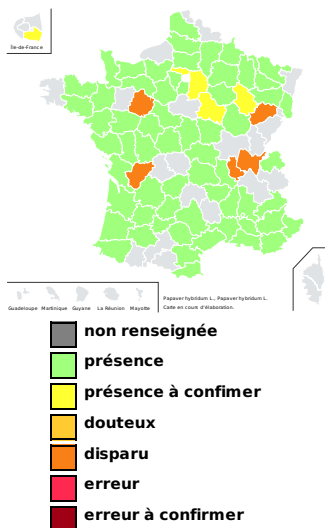 Île-de-France
Guadeloupe Martinique Guyane La Réunion Mayotte
Papaver hybridum L., Papaver hybridum L.
Carte en cours d'élaboration.
non renseignée
présence
présence à confimer
douteux
disparu
erreur
erreur à confirmer